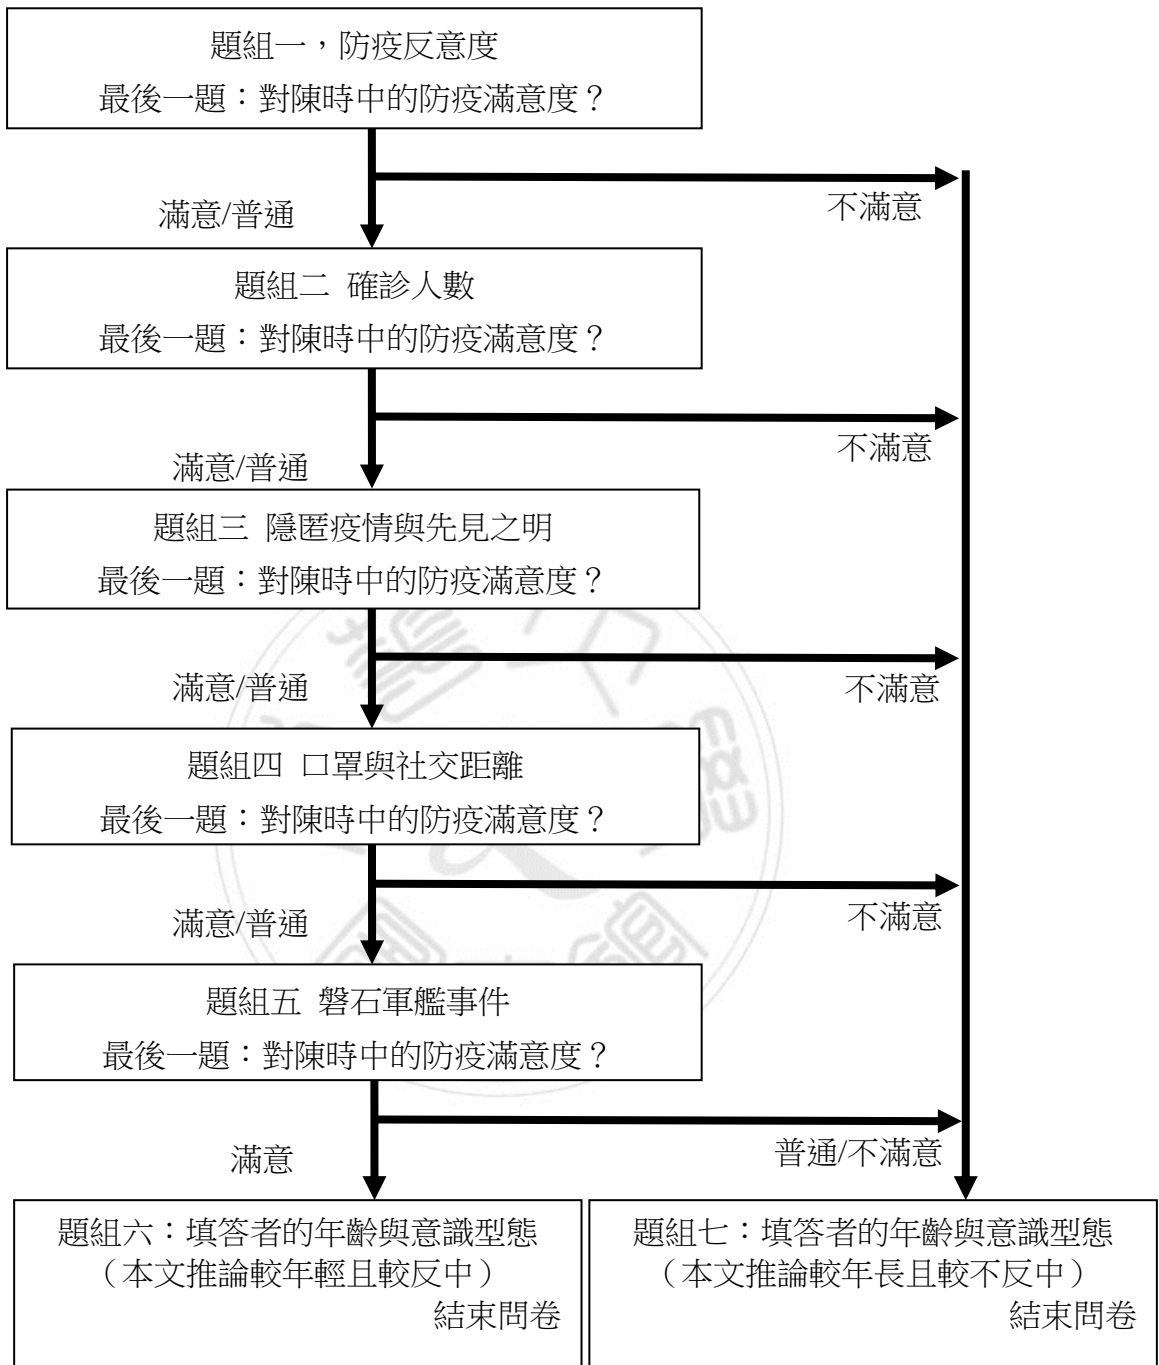 題組一，防疫反意度
最後一題：對陳時中的防疫滿意度？
滿意/普通
不滿意
題組二 確診人數
最後一題：對陳時中的防疫滿意度？
滿意/普通
不滿意
題組三 隱匿疫情與先見之明
最後一題：對陳時中的防疫滿意度？
滿意/普通
不滿意
題組四 口罩與社交距離
最後一題：對陳時中的防疫滿意度？
滿意/普通
不滿意
題組五 磐石軍艦事件
最後一題：對陳時中的防疫滿意度？
滿意
普通/不滿意
題組六：填答者的年齡與意識型態
（本文推論較年輕且較反中）
結束問卷
題組七：填答者的年齡與意識型態
（本文推論較年長且較不反中）
結束問卷